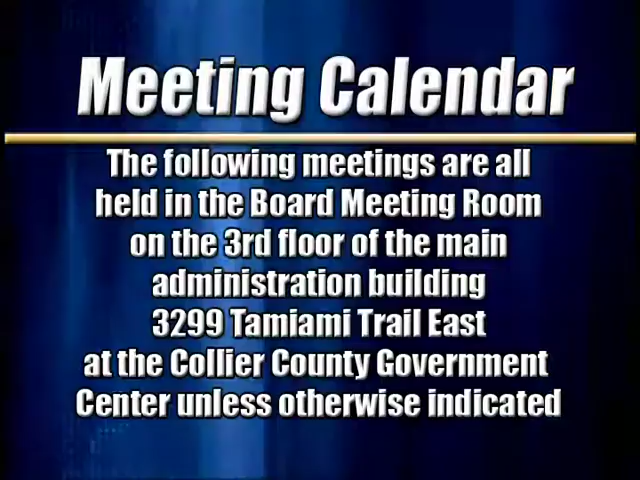 Meeting Calendar
The following meetings are all
held in the Board Meeting Room
on the 3rd floor of the main
administration building
3299 Tamiami Trail East
at the Collier County Government
Center unless otherwise indicated